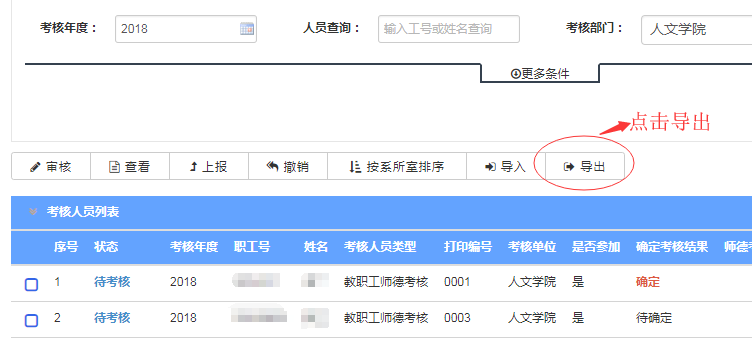 考核年度： 2018 人员查询： 输入工号或姓名查询 考核部门： 人文学院
更多条件
点击导出
审核 查看 上报 撤销 按系所室排序 导入 导出
考核人员列表
序号 状态 考核年度 职工号 姓名 考核人员类型 打印编号 考核单位 是否参加 确定考核结果 师德
1 待考核 2018 教职工师德考核 0001 人文学院 是 确定
2 待考核 2018 教职工师德考核 0003 人文学院 是 待确定